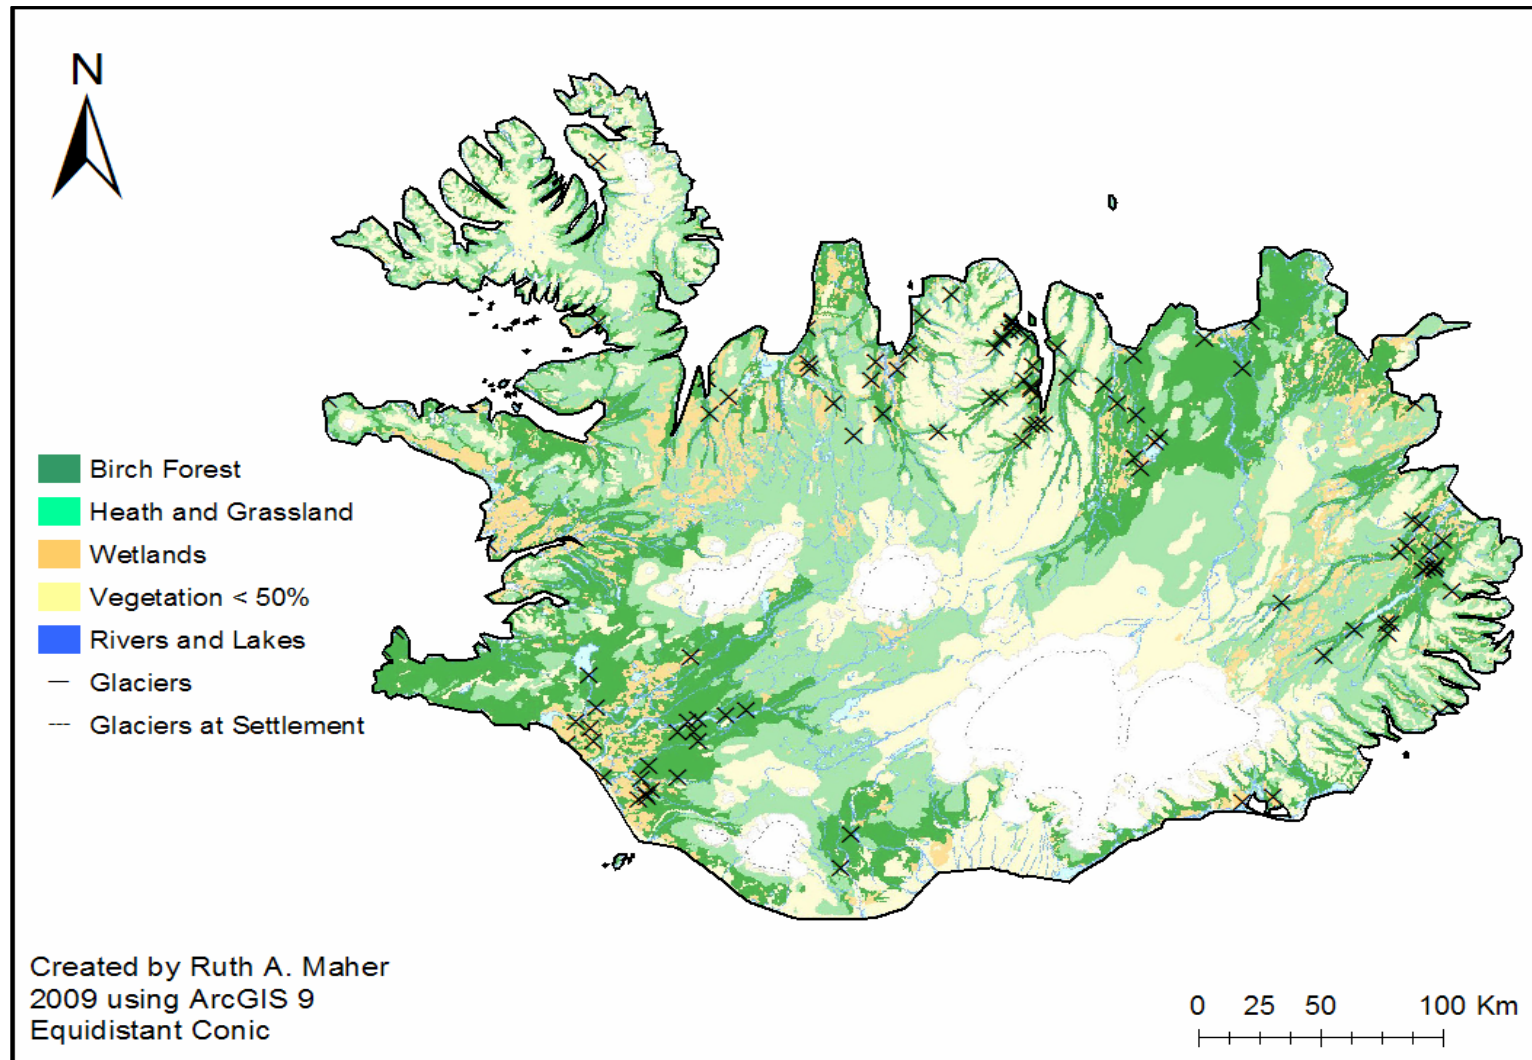 N
Birch Forest
Heath and Grassland
Wetlands
Vegetation < 50%
Rivers and Lakes
Glaciers
Glaciers at Settlement
Created by Ruth A. Maher
2009 using ArcGIS 9
Equidistant Conic
0 25 50 100 Km